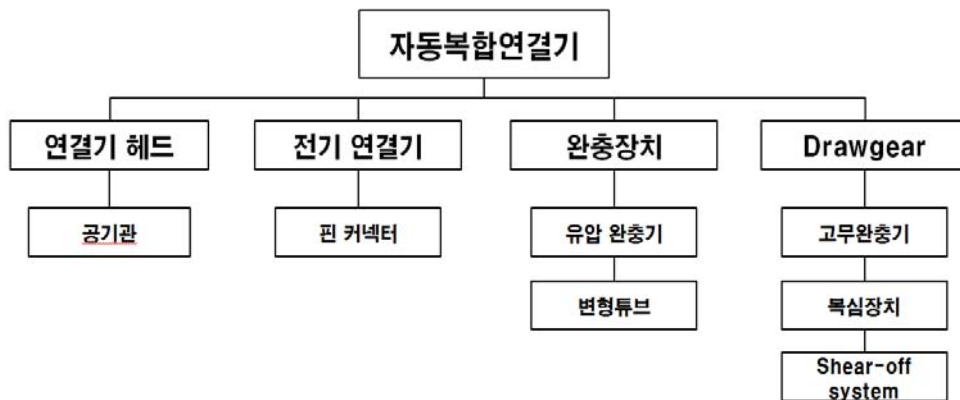 자동복합연결기
연결기 헤드
전기 연결기
완충장치
Drawgear
공기관
핀 커넥터
유압 완충기
고무완충기
변형튜브
복심장치
Shear-off
system